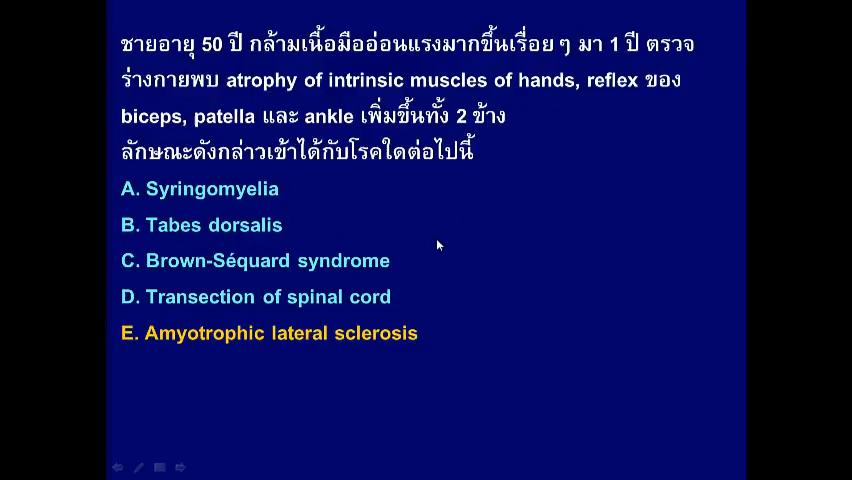 ชายอายุ 50 ปี กล้ามเนื้อมืออ่อนแรงมากขึ้นเรื่อย ๆ มา 1 ปี ตรวจ
ร่างกายพบ atrophy of intrinsic muscles of hands, reflex ของ
biceps, patella และ ankle เพิ่มขึ้นทั้ง 2 ข้าง
ลักษณะดังกล่าวเข้าได้กับโรคใดต่อไปนี้
A. Syringomyelia
B. Tabes dorsalis
C. Brown-Séquard syndrome
D. Transection of spinal cord
E. Amyotrophic lateral sclerosis